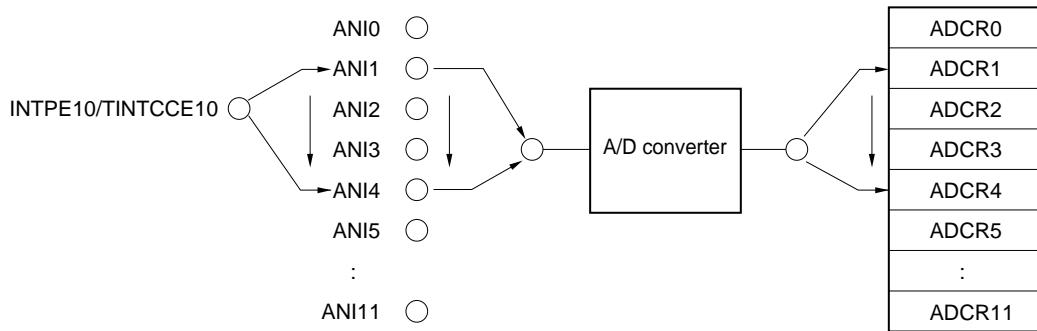 ANI0 ADCR0
ANI1 ADCR1
INTPE10/TINTCCE10 ANI2 ADCR2
ANI3 A/D converter ADCR3
ANI4 ADCR4
ANI5 ADCR5
: :
ANI11 ADCR11